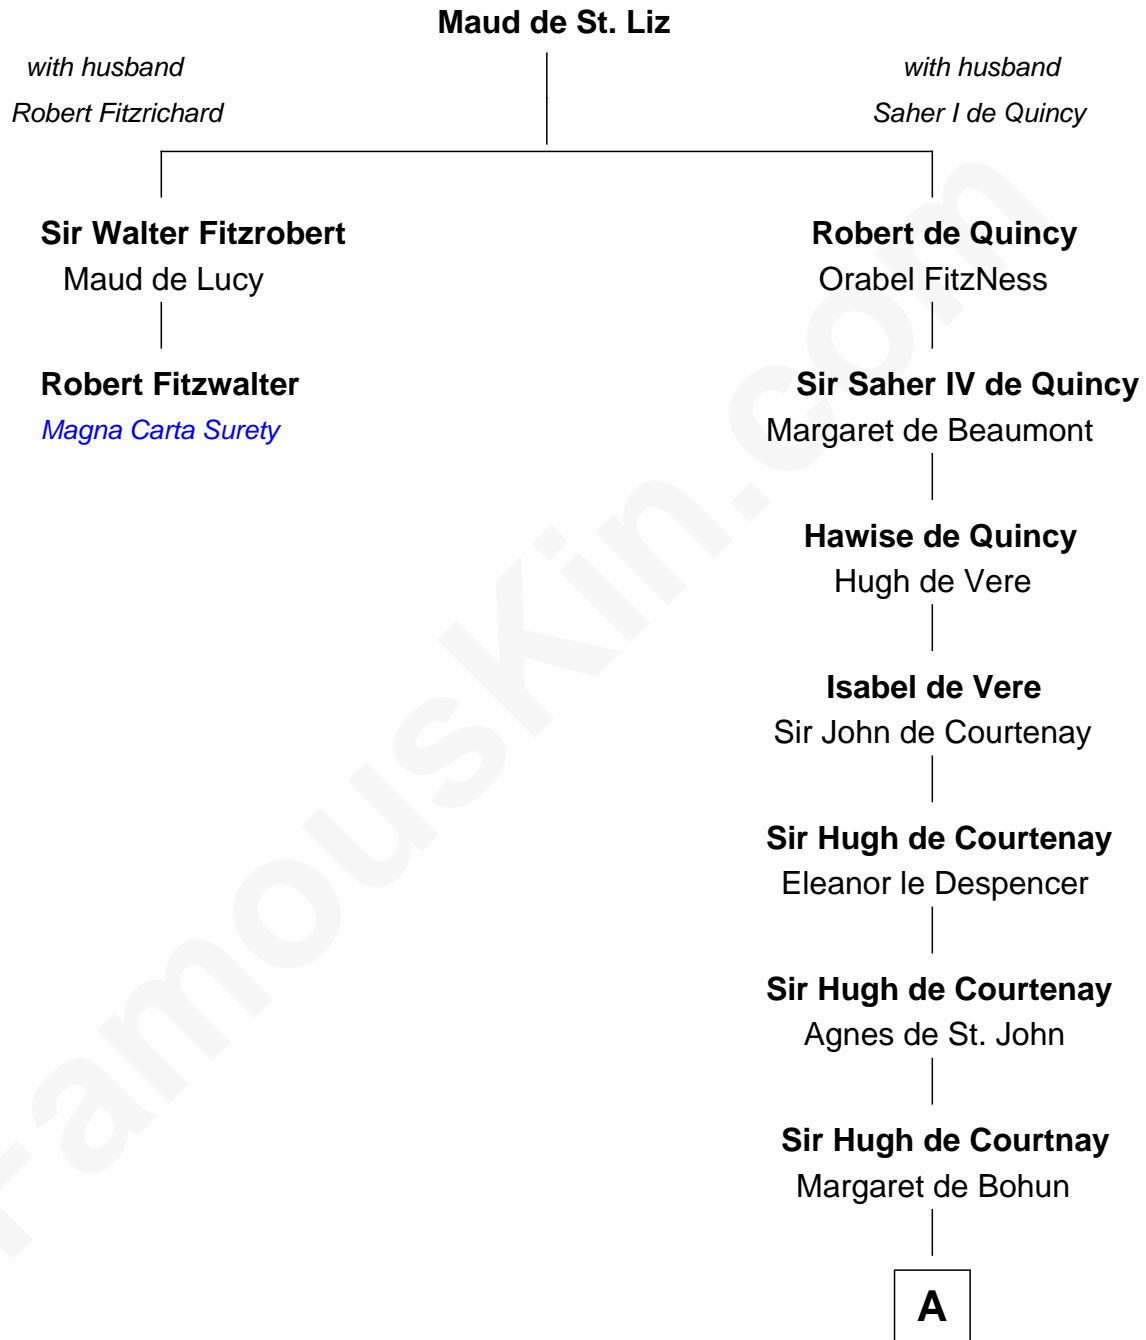 Maud de St. Liz
with husband
Robert Fitzrichard
with husband
Saher I de Quincy
Sir Walter Fitzrobert
Maud de Lucy
Robert Fitzwalter
Magna Carta Surety
Robert de Quincy
Orabel FitzNess
Sir Saher IV de Quincy
Margaret de Beaumont
Hawise de Quincy
Hugh de Vere
Isabel de Vere
Sir John de Courtenay
Sir Hugh de Courtenay
Eleanor le Despencer
Sir Hugh de Courtenay
Agnes de St. John
Sir Hugh de Courtnay
Margaret de Bohun
A
FamousKin.com